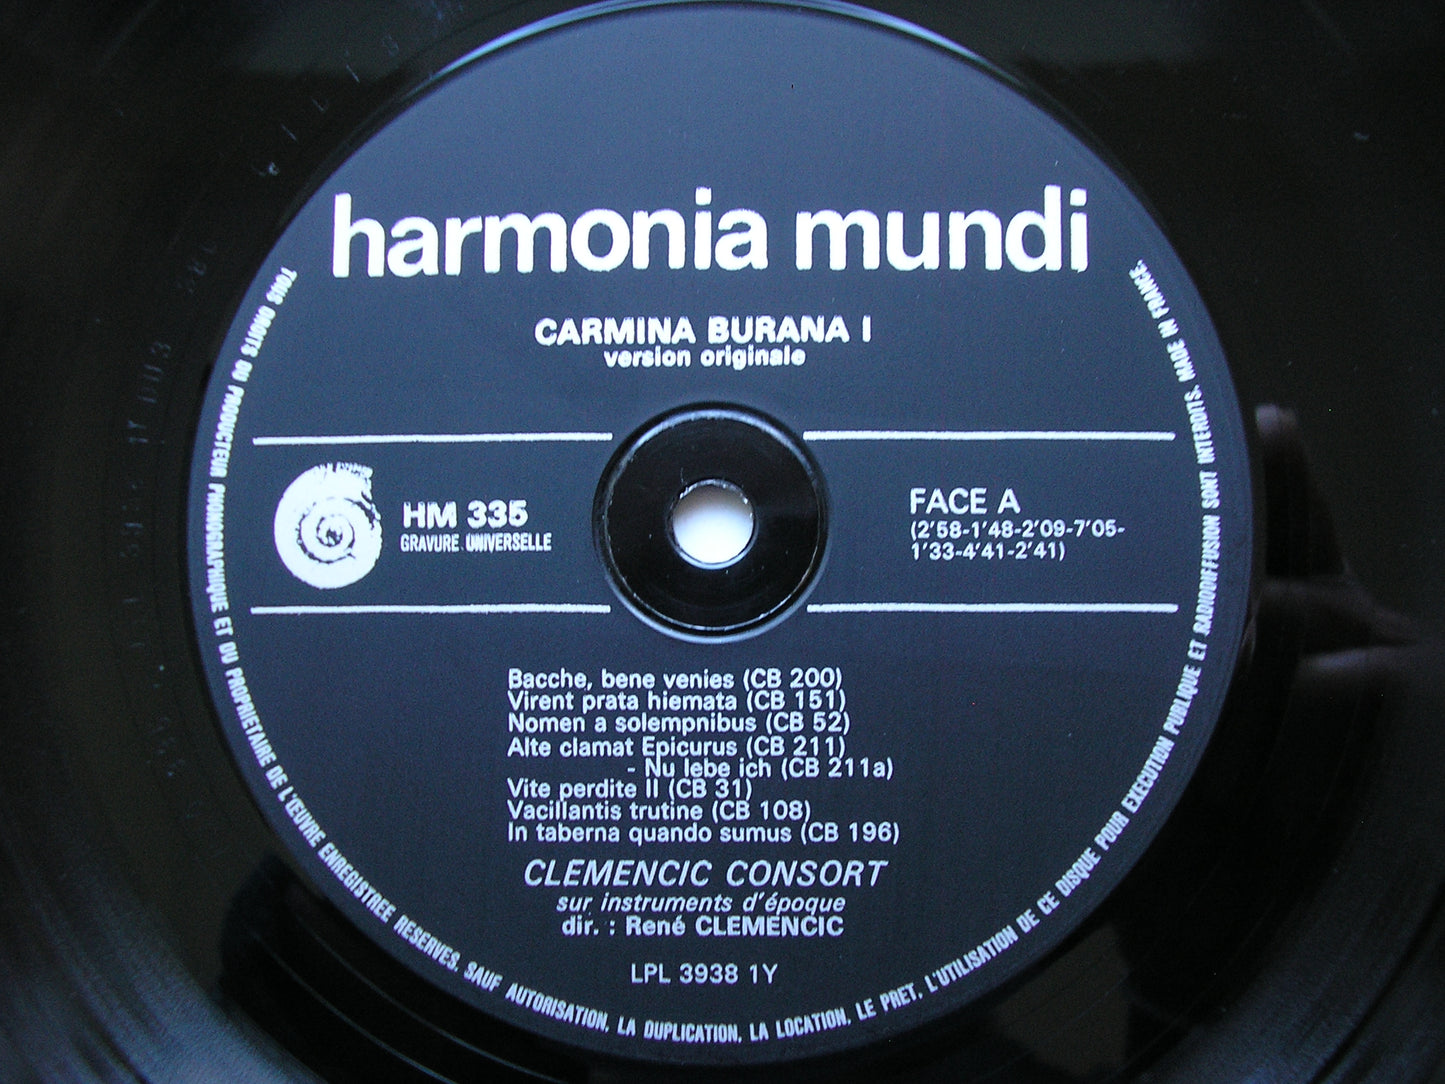 harmonia mundi
CARMINA BURANA I
version originale
HM 335
GRAVURE UNIVERSELLE
FACE A
(2'58-1'48-2'09-7'05-
1'33-4'41-2'41)
Bacche, bene venies (CB 200)
Virent prata hiemata (CB 151)
Nomen a solempnibus (CB 52)
Alte clamat Epicurus (CB 211)
- Nu lebe ich (CB 211a)
Vite perdite II (CB 31)
Vacillantis trutine (CB 108)
In taberna quando sumus (CB 196)
CLEMENCIC CONSORT
sur instruments d'époque
dir. : René CLEMENCIC
LPL 3938 1Y
TOUS DROITS DU PRODUCTEUR PHONOGRAPHIQUE ET DU PROPRIETAIRE DE L'ŒUVRE ENREGISTREE RESERVES. SAUF AUTORISATION, LA DUPLICATION, LA LOCATION, LE PRET, L'UTILISATION DE CE DISQUE POUR EXECUTION PUBLIQUE ET RADIODIFFUSION SONT INTERDITS. MADE IN FRANCE.